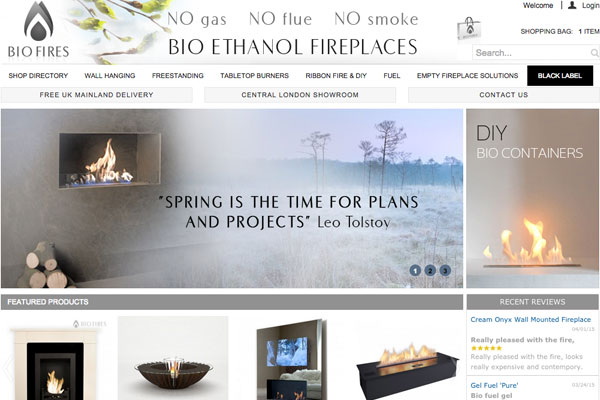 BIO FIRES
NO gas NO flue NO smoke
BIO ETHANOL FIREPLACES
Welcome | Login
SHOPPING BAG: 1 ITEM
Search...
SHOP DIRECTORY WALL HANGING FREESTANDING TABLETOP BURNERS RIBBON FIRE & DIY FUEL EMPTY FIREPLACE SOLUTIONS BLACK LABEL
FREE UK MAINLAND DELIVERY CENTRAL LONDON SHOWROOM CONTACT US
"SPRING IS THE TIME FOR PLANS
AND PROJECTS" Leo Tolstoy
1 2 3
DIY
BIO CONTAINERS
FEATURED PRODUCTS
BIO FIRES
RECENT REVIEWS
Cream Onyx Wall Mounted Fireplace
04/01/15
Really pleased with the fire,
Really pleased with the fire, looks
really expensive and contempory.
Gel Fuel 'Pure'
03/24/15
Bio fuel gel